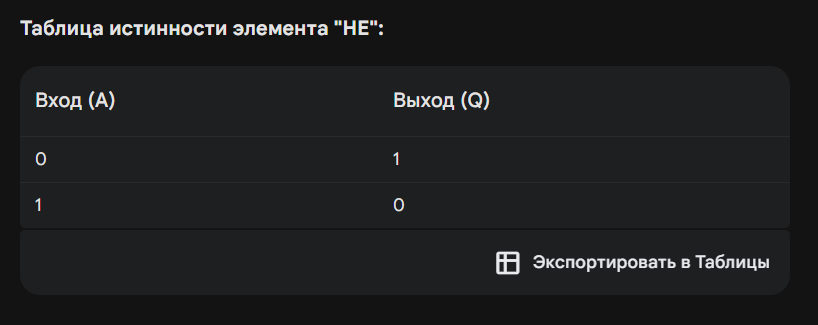 Таблица истинности элемента "НЕ":
Вход (A) Выход (Q)
0 1
1 0
Экспортировать в Таблицы